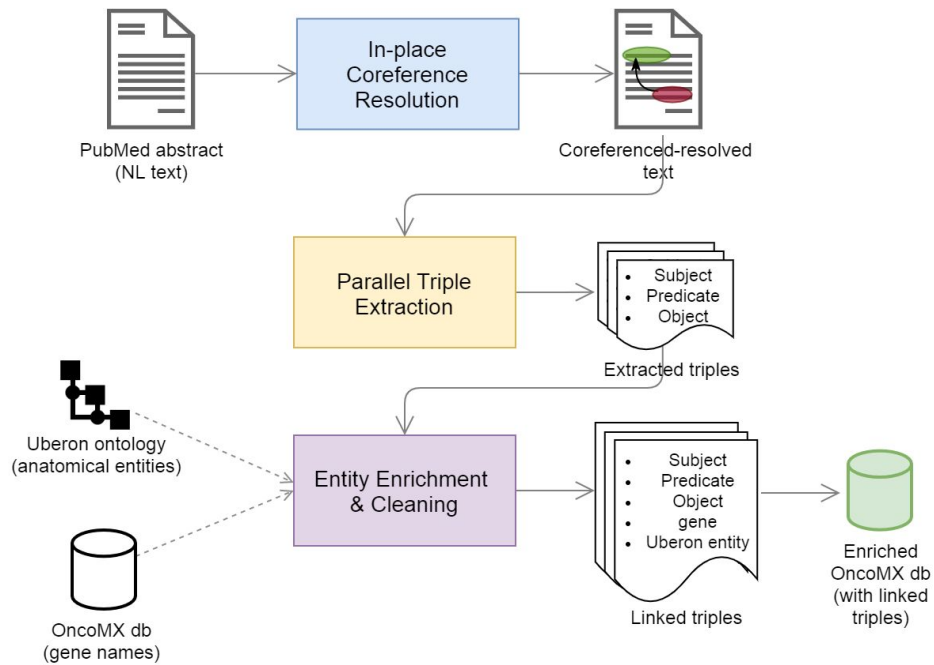 In-place
Coreference
Resolution
PubMed abstract
(NL text)
Coreferenced-resolved
text
Parallel Triple
Extraction
• Subject
• Predicate
• Object
Extracted triples
Uberon ontology
(anatomical entities)
Entity Enrichment
& Cleaning
• Subject
• Predicate
• Object
• gene
• Uberon entity
Linked triples
OncoMX db
(gene names)
Enriched
OncoMX db
(with linked
triples)